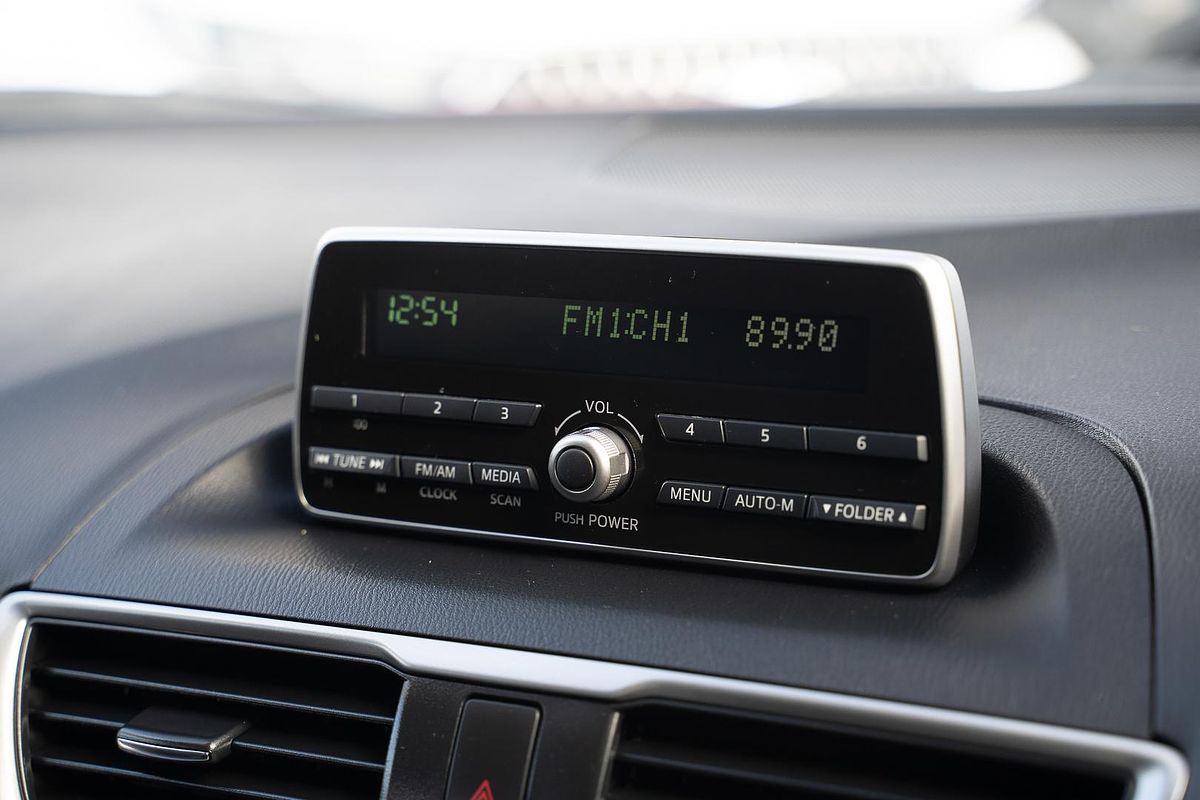 12:54 FM1:CH1 89.90
1 2 3 VOL 4 5 6
TUNE FM/AM MEDIA MENU AUTO-M ▼FOLDER▲
H M CLOCK SCAN
PUSH POWER